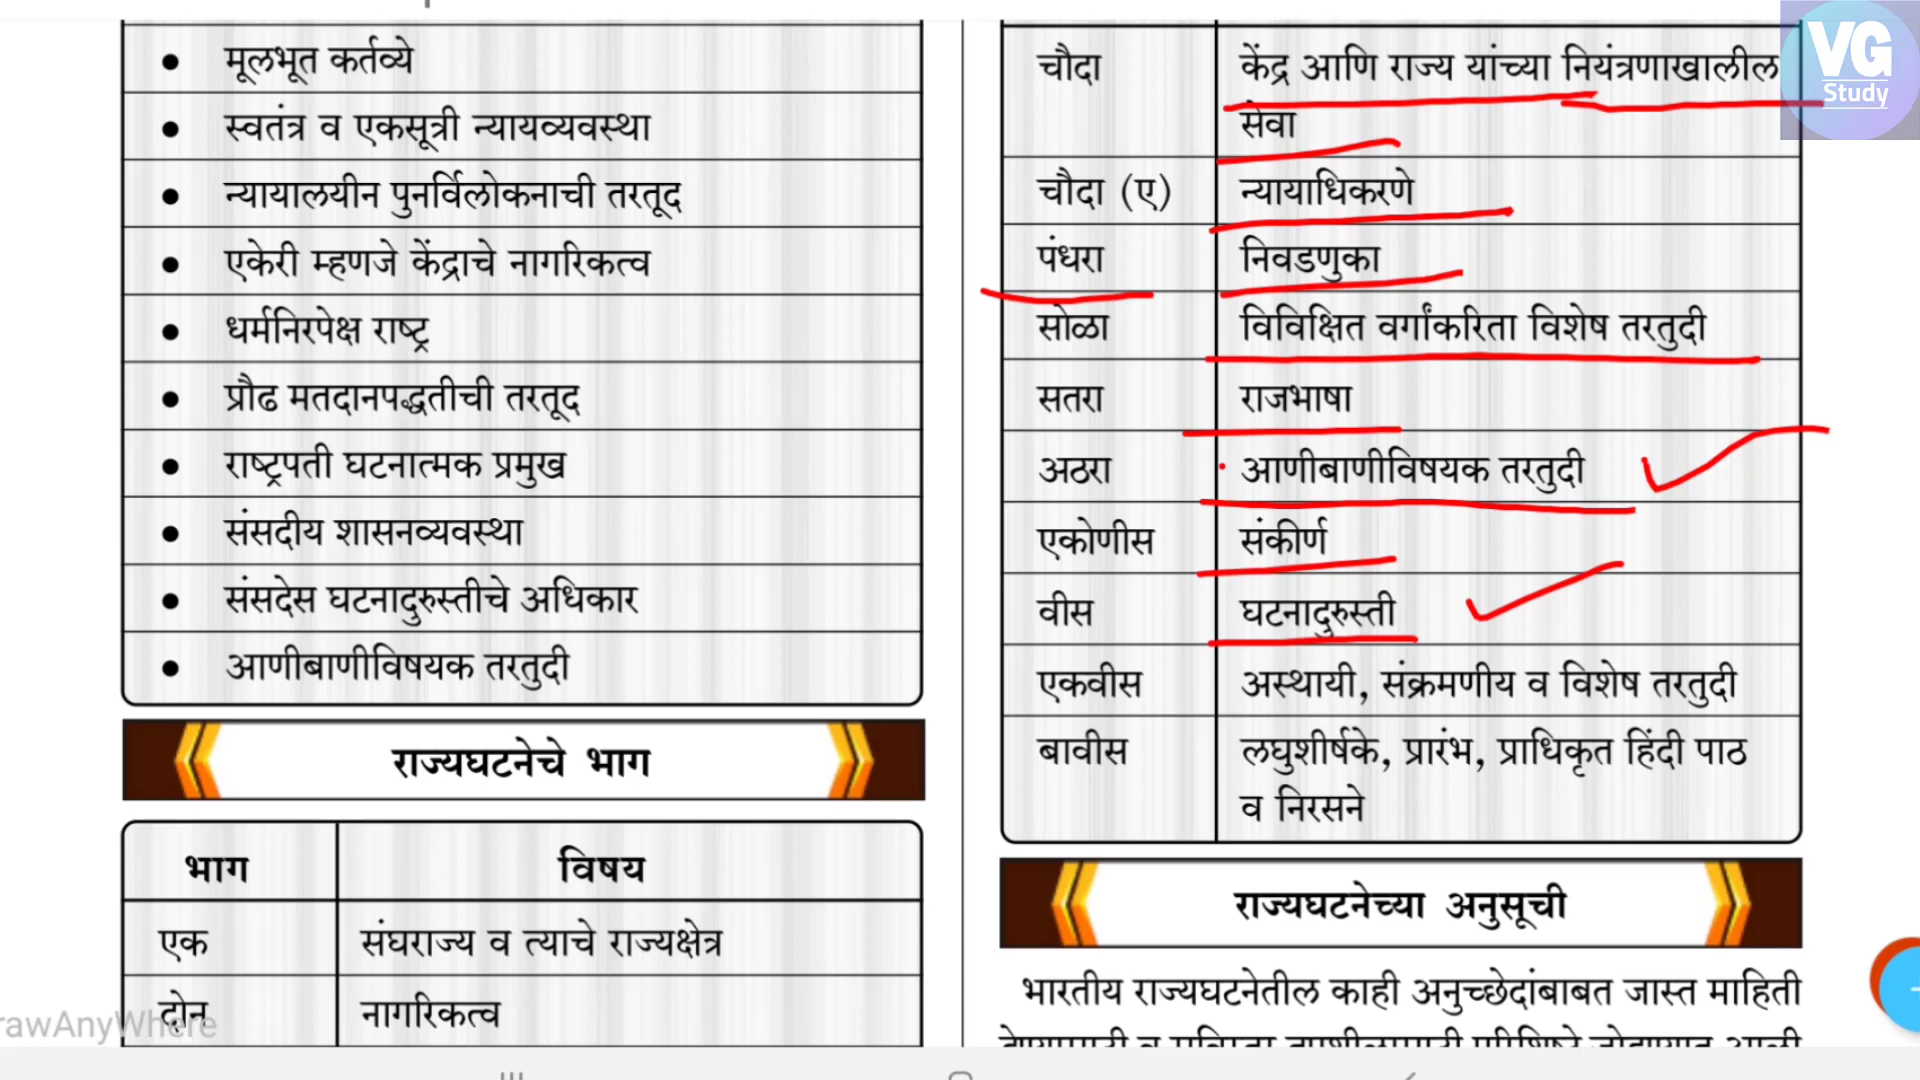 • मूलभूत कर्तव्ये
• स्वतंत्र व एकसूत्री न्यायव्यवस्था
• न्यायालयीन पुनर्विलोकनाची तरतूद
• एकेरी म्हणजे केंद्राचे नागरिकत्व
• धर्मनिरपेक्ष राष्ट्र
• प्रौढ मतदानपद्धतीची तरतूद
• राष्ट्रपती घटनात्मक प्रमुख
• संसदीय शासनव्यवस्था
• संसदेस घटनादुरुस्तीचे अधिकार
• आणीबाणीविषयक तरतुदी
राज्यघटनेचे भाग
भाग विषय
एक संघराज्य व त्याचे राज्यक्षेत्र
दोन नागरिकत्व
चौदा केंद्र आणि राज्य यांच्या नियंत्रणाखालील
सेवा
चौदा (ए) न्यायाधिकरणे
पंधरा निवडणुका
सोळा विविक्षित वर्गांकरिता विशेष तरतुदी
सतरा राजभाषा
अठरा आणीबाणीविषयक तरतुदी
एकोणीस संकीर्ण
वीस घटनादुरुस्ती
एकवीस अस्थायी, संक्रमणीय व विशेष तरतुदी
बावीस लघुशीर्षके, प्रारंभ, प्राधिकृत हिंदी पाठ
व निरसने
राज्यघटनेच्या अनुसूची
भारतीय राज्यघटनेतील काही अनुच्छेदांबाबत जास्त माहिती
VG
Study
rawAnyWhere